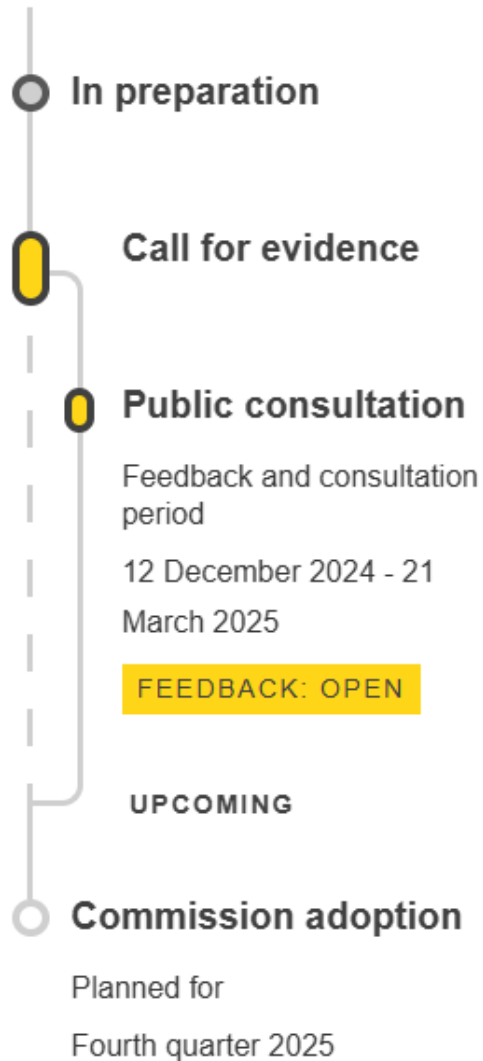 In preparation
Call for evidence
Public consultation
Feedback and consultation
period
12 December 2024 - 21
March 2025
FEEDBACK: OPEN
UPCOMING
Commission adoption
Planned for
Fourth quarter 2025